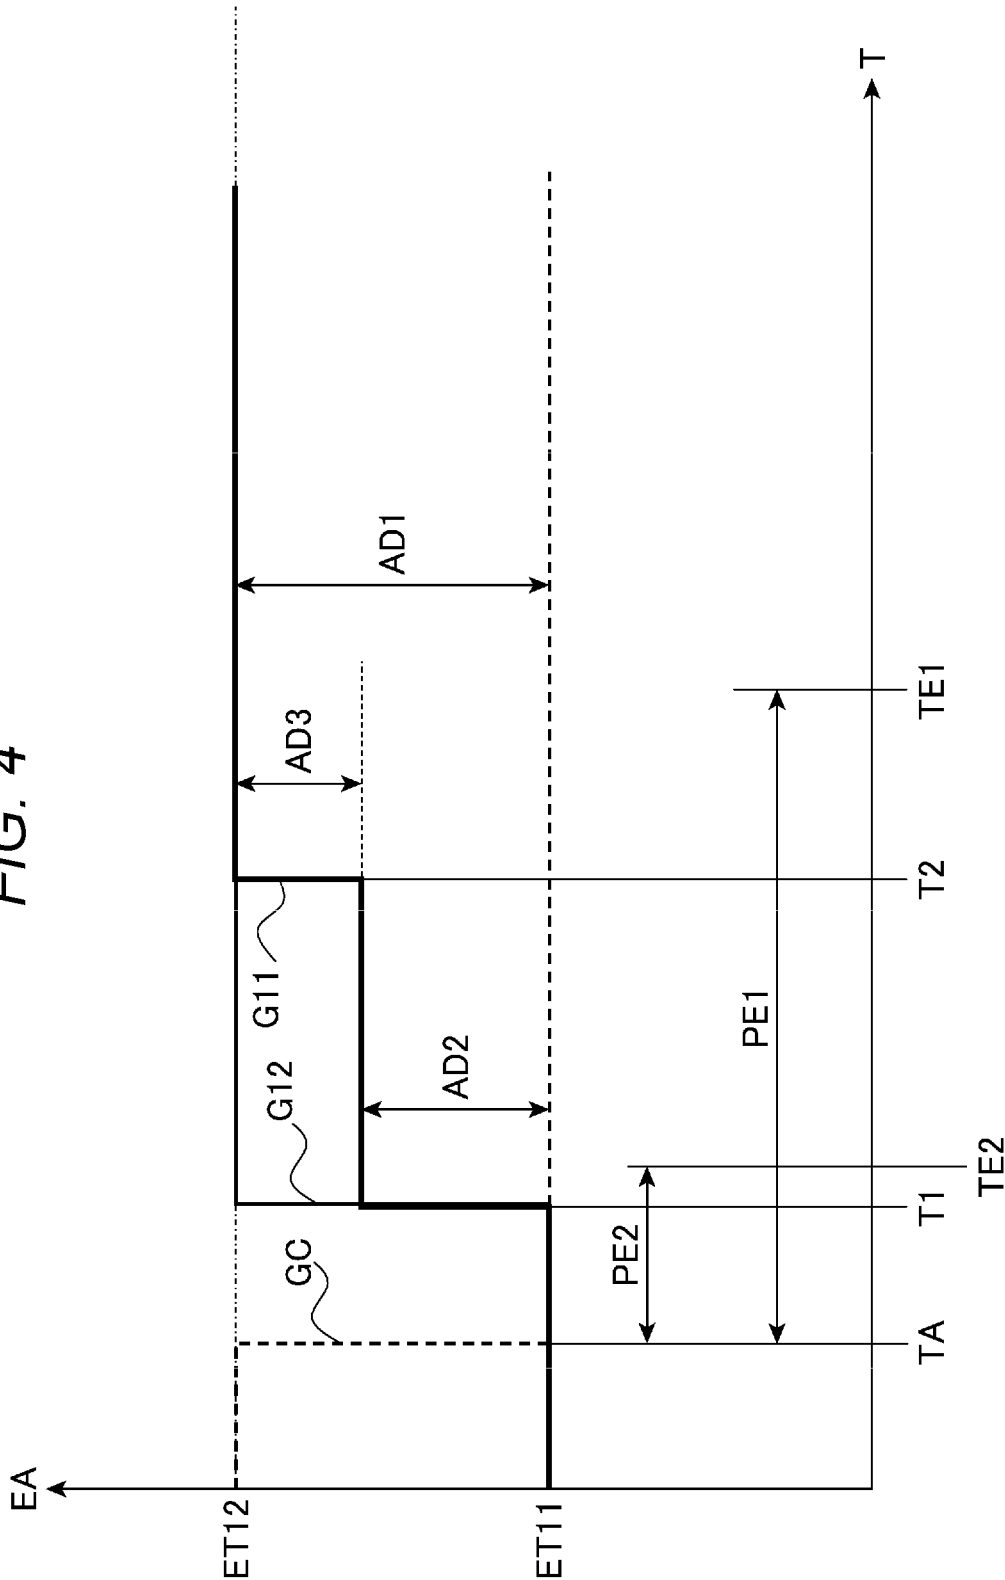 FIG. 4
EA
ET12
ET11
GC
G12
G11
AD3
AD1
AD2
PE2
PE1
TA
T1
TE2
T2
TE1
T